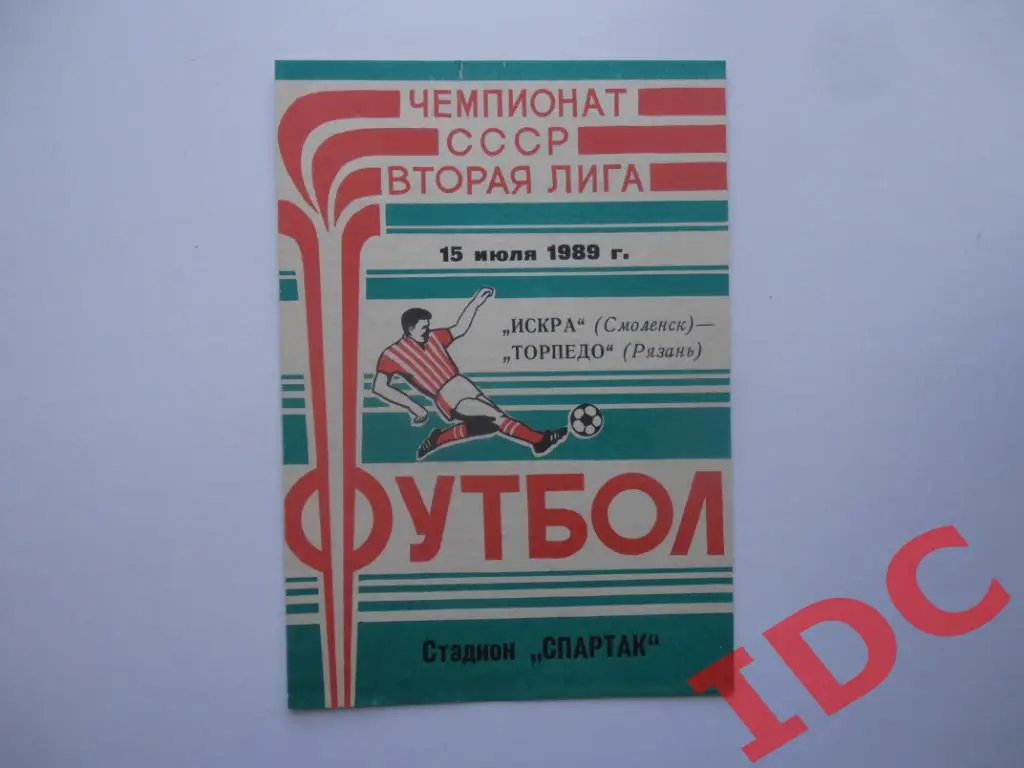 ЧЕМПИОНАТ
СССР
ВТОРАЯ ЛИГА
15 июля 1989 г.
„ИСКРА“ (Смоленск)—
„ТОРПЕДО“ (Рязань)
ФУТБОЛ
Стадион „СПАРТАК“
IDC